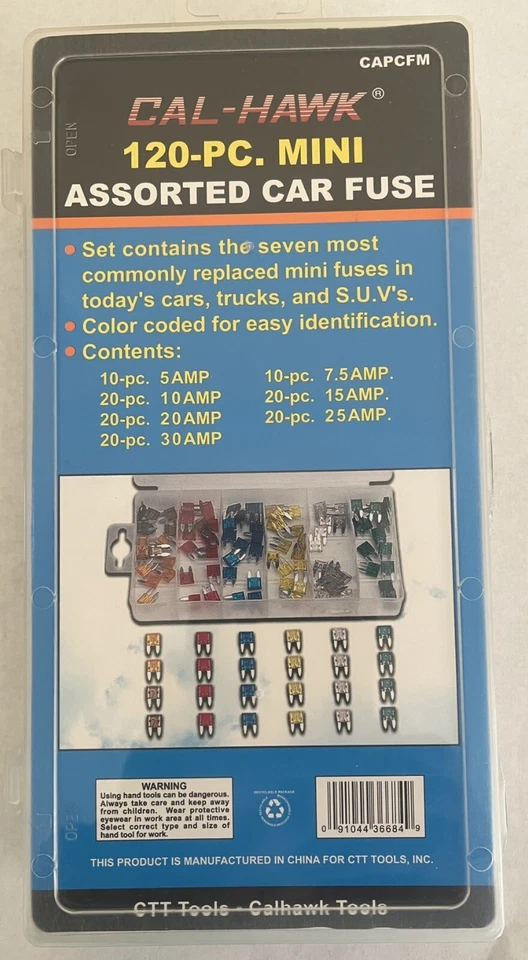 CAPCFM
CAL-HAWK®
120-PC. MINI
ASSORTED CAR FUSE
OPEN
• Set contains the seven most
commonly replaced mini fuses in
today's cars, trucks, and S.U.V's.
• Color coded for easy identification.
• Contents:
10-pc. 5AMP 10-pc. 7.5AMP.
20-pc. 10AMP 20-pc. 15AMP.
20-pc. 20AMP 20-pc. 25AMP.
20-pc. 30AMP
WARNING
Using hand tools can be dangerous.
Always take care and keep away
from children. Wear protective
eyewear in work area at all times.
Select correct type and size of
hand tool for work.
RECYCLABLE PACKAGE
0 91044 36684 9
OPEN
THIS PRODUCT IS MANUFACTURED IN CHINA FOR CTT TOOLS, INC.
CTT Tools - Calhawk Tools